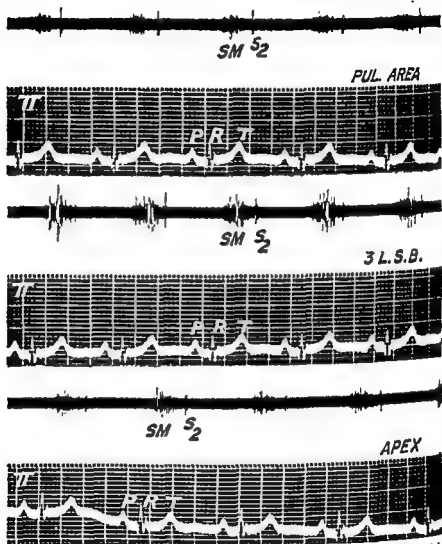 SM S2
PUL. AREA
II
P R T
SM S2
3 L.S.B.
II
P R T
SM S2
APEX
II
P R T